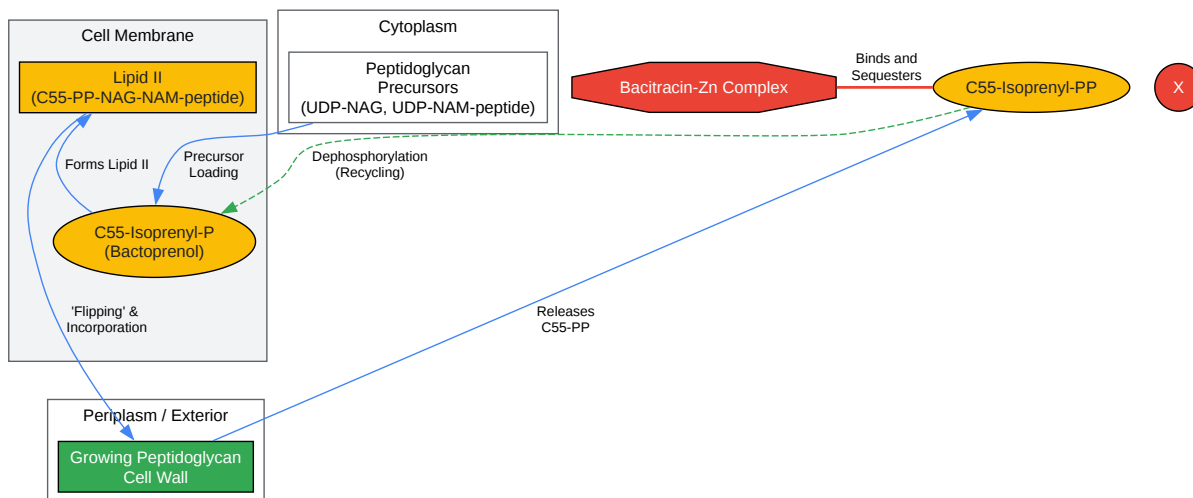 Cell Membrane
Lipid II
(C55-PP-NAG-NAM-peptide)
Forms Lipid II
Precursor
Loading
C55-Isoprenyl-P
(Bactoprenol)
'Flipping' &
Incorporation
Cytoplasm
Peptidoglycan
Precursors
(UDP-NAG, UDP-NAM-peptide)
Dephosphorylation
(Recycling)
Bacitracin-Zn Complex
Binds and
Sequesters
C55-Isoprenyl-PP
X
Releases
C55-PP
Periplasm / Exterior
Growing Peptidoglycan
Cell Wall